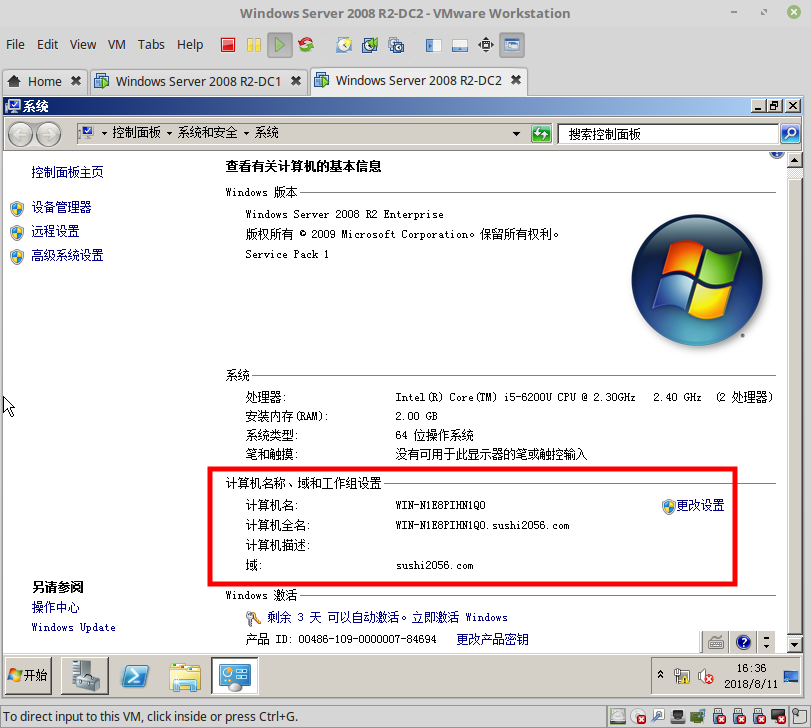 Windows Server 2008 R2-DC2 - VMware Workstation
File Edit View VM Tabs Help
Home Windows Server 2008 R2-DC1 Windows Server 2008 R2-DC2
系统
控制面板 系统和安全 系统 搜索控制面板
控制面板主页
设备管理器
远程设置
高级系统设置
查看有关计算机的基本信息
Windows 版本
Windows Server 2008 R2 Enterprise
版权所有 © 2009 Microsoft Corporation。保留所有权利。
Service Pack 1
系统
处理器: Intel(R) Core(TM) i5-6200U CPU @ 2.30GHz 2.40 GHz (2 处理器)
安装内存(RAM): 2.00 GB
系统类型: 64 位操作系统
笔和触摸: 没有可用于此显示器的笔或触控输入
计算机名称、域和工作组设置
计算机名: WIN-N1E8PIHN1QO 更改设置
计算机全名: WIN-N1E8PIHN1QO.sushi2056.com
计算机描述:
域: sushi2056.com
另请参阅
操作中心
Windows Update
Windows 激活
剩余 3 天 可以自动激活。立即激活 Windows
产品 ID: 00486-109-0000007-84694 更改产品密钥
开始
16:36
2018/8/11
To direct input to this VM, click inside or press Ctrl+G.